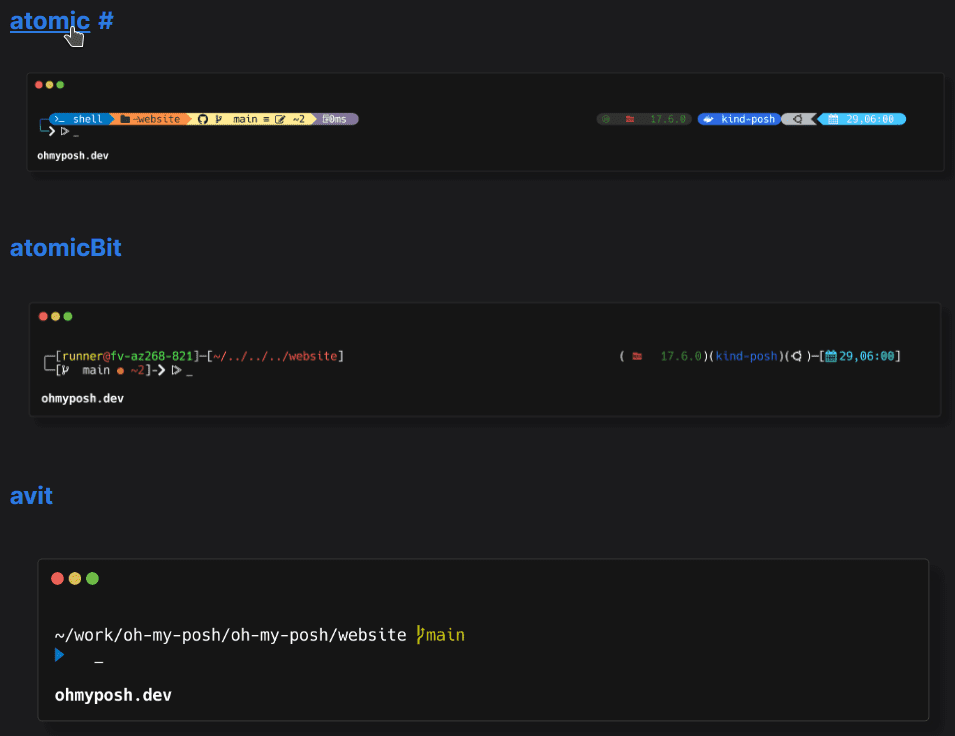 atomic #
shell ~website main ≡ ~2 0ms 17.6.0 kind-posh 29,06:00
_
ohmyposh.dev
atomicBit
[runner@fv-az268-821]─[~/../../../website] ( 17.6.0)(kind-posh)( )─[29,06:00]
[ main ● ~2]─> _
ohmyposh.dev
avit
~/work/oh-my-posh/oh-my-posh/website main
_
ohmyposh.dev